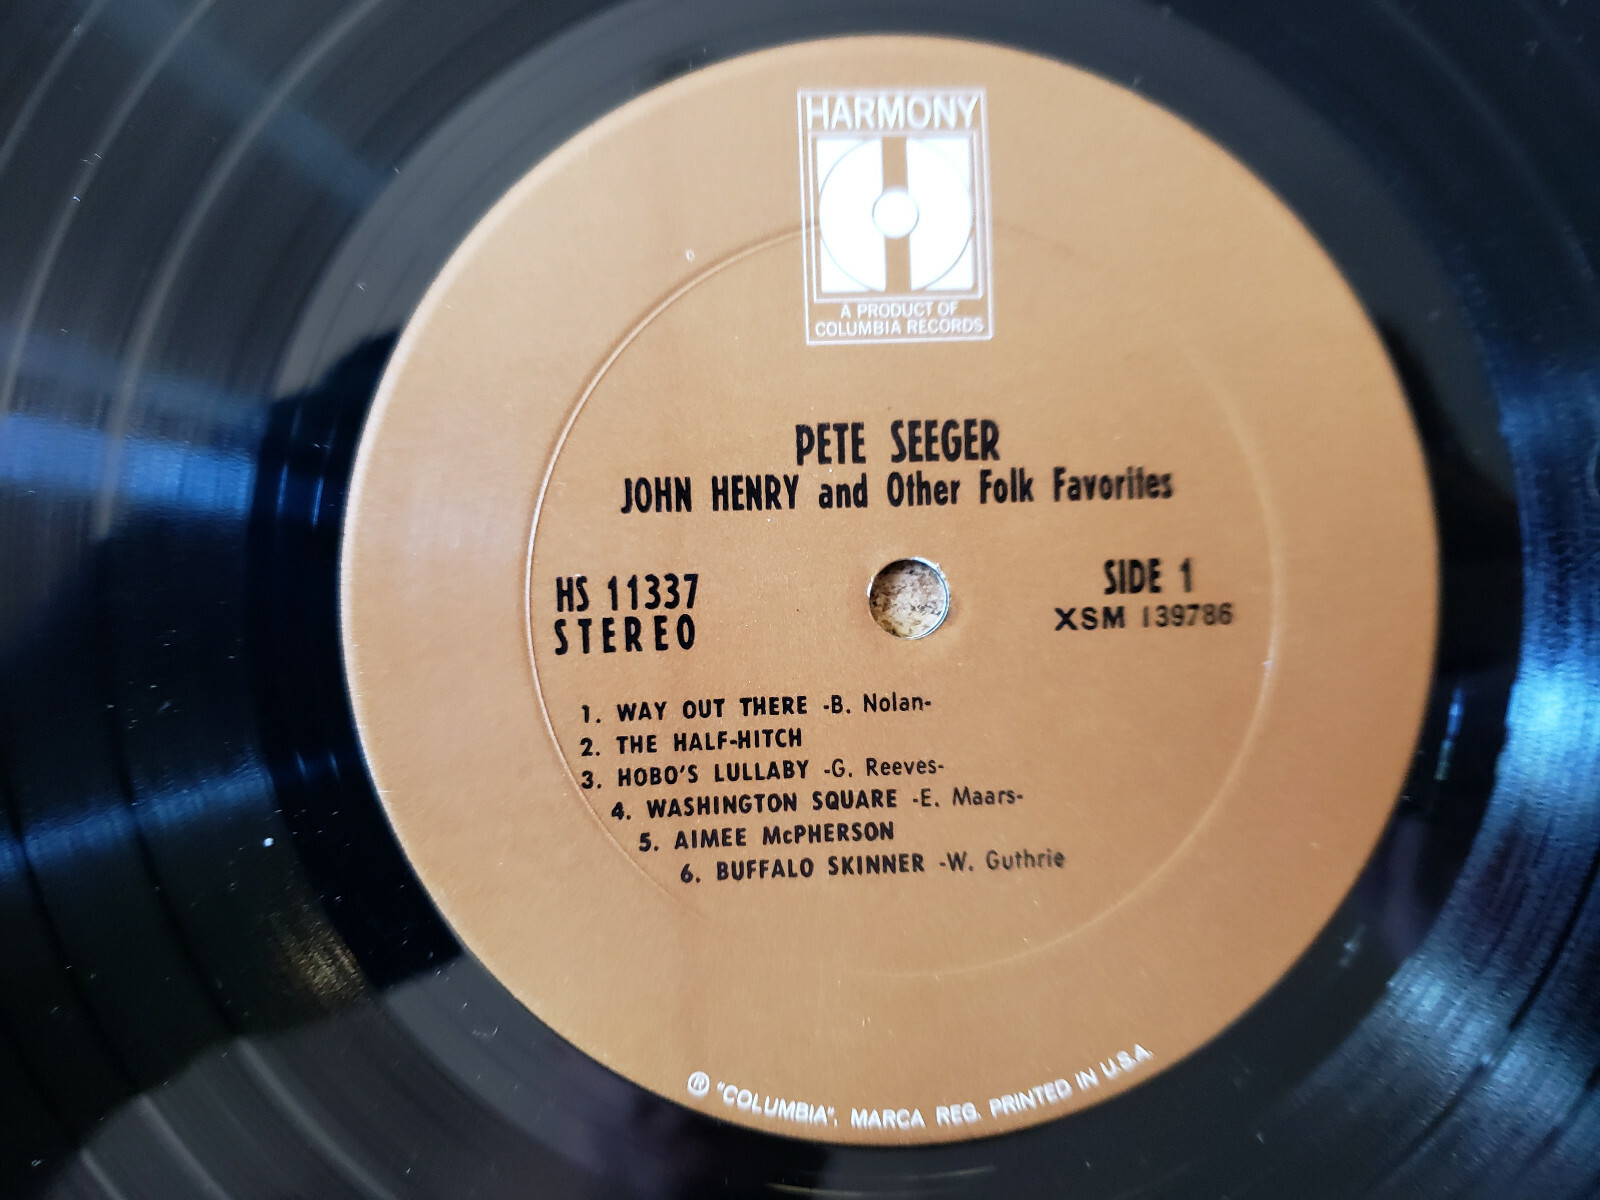 HARMONY
A PRODUCT OF
COLUMBIA RECORDS
PETE SEEGER
JOHN HENRY and Other Folk Favorites
HS 11337
STEREO
SIDE 1
XSM 139786
1. WAY OUT THERE -B. Nolan-
2. THE HALF-HITCH
3. HOBO'S LULLABY -G. Reeves-
4. WASHINGTON SQUARE -E. Maars-
5. AIMEE McPHERSON
6. BUFFALO SKINNER -W. Guthrie
® "COLUMBIA", MARCA REG. PRINTED IN U.S.A.